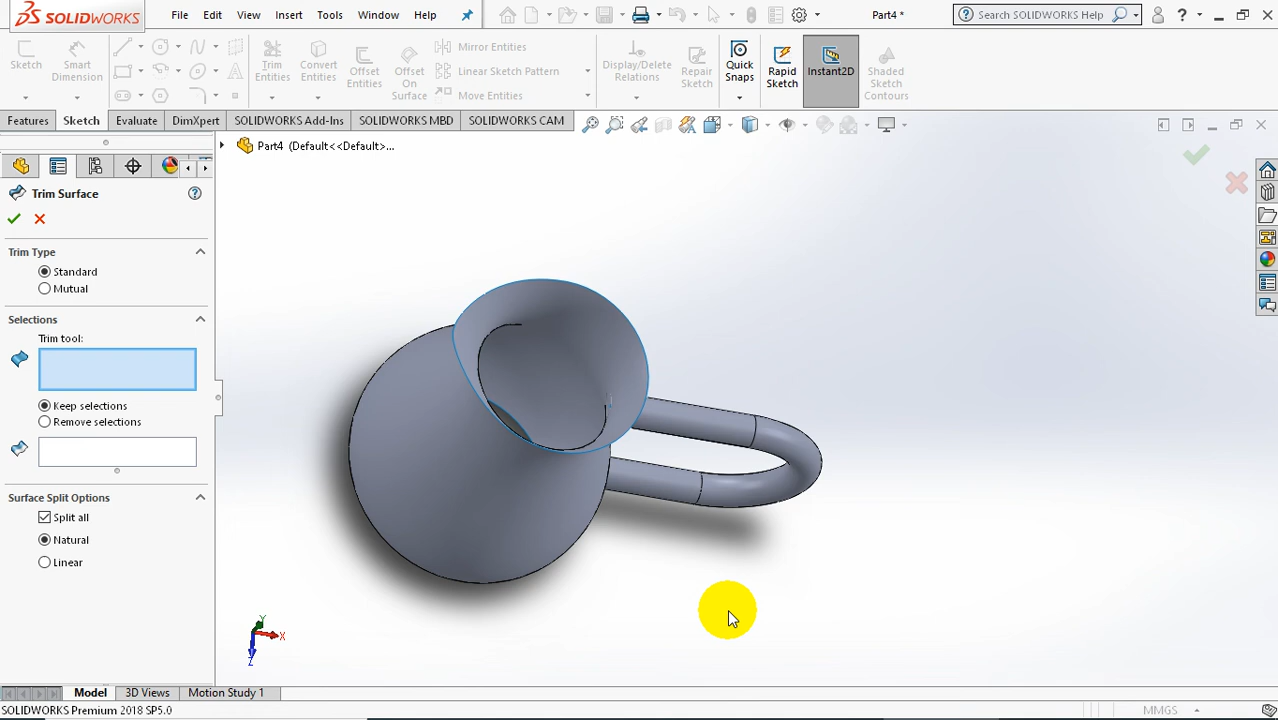 SOLIDWORKS File Edit View Insert Tools Window Help Part4 * Search SOLIDWORKS Help ?
Sketch Smart Dimension Trim Entities Convert Entities Offset Entities Offset On Surface Mirror Entities Linear Sketch Pattern Move Entities Display/Delete Relations Repair Sketch Quick Snaps Rapid Sketch Instant2D Shaded Sketch Contours
Features Sketch Evaluate DimXpert SOLIDWORKS Add-Ins SOLIDWORKS MBD SOLIDWORKS CAM
Part4 (Default<<Default>...
Trim Surface ?
Trim Type
Standard
Mutual
Selections
Trim tool:
Keep selections
Remove selections
Surface Split Options
Split all
Natural
Linear
Y
X
Z
Model 3D Views Motion Study 1
SOLIDWORKS Premium 2018 SP5.0 MMGS